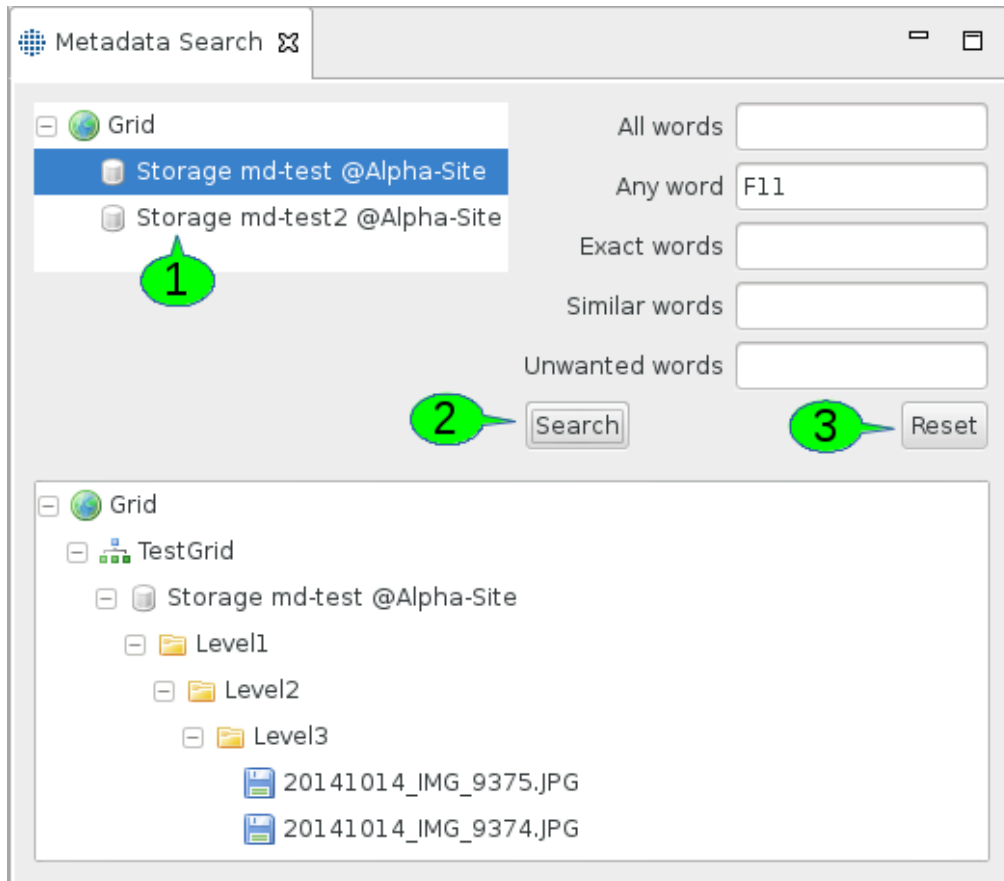 Metadata Search
Grid
Storage md-test @Alpha-Site
Storage md-test2 @Alpha-Site
1
All words
Any word F11
Exact words
Similar words
Unwanted words
2 Search
3 Reset
Grid
TestGrid
Storage md-test @Alpha-Site
Level1
Level2
Level3
20141014_IMG_9375.JPG
20141014_IMG_9374.JPG